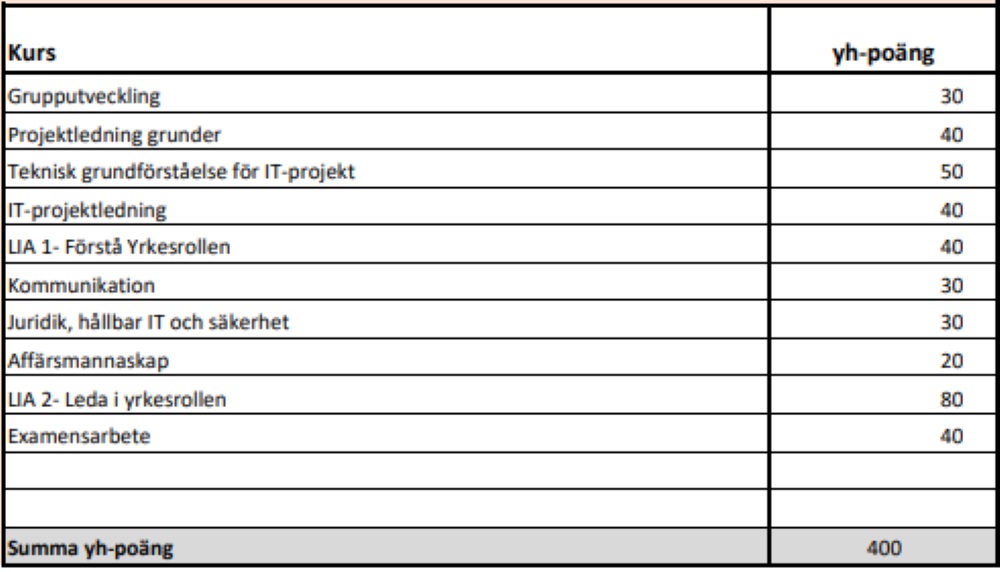 Kurs yh-poäng
Grupputveckling 30
Projektledning grunder 40
Teknisk grundförståelse för IT-projekt 50
IT-projektledning 40
LIA 1- Förstå Yrkesrollen 40
Kommunikation 30
Juridik, hållbar IT och säkerhet 30
Affärsmannaskap 20
LIA 2- Leda i yrkesrollen 80
Examensarbete 40
Summa yh-poäng 400